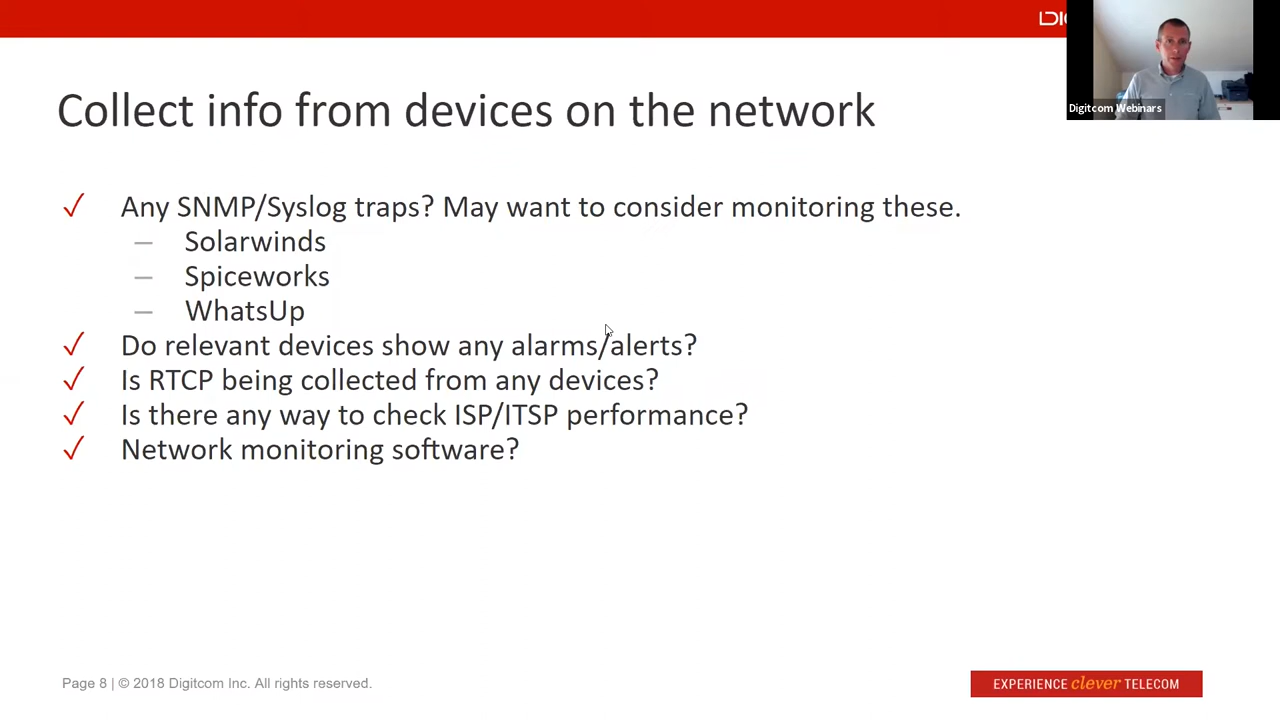 Collect info from devices on the network
Digitcom Webinars
✓ Any SNMP/Syslog traps? May want to consider monitoring these.
– Solarwinds
– Spiceworks
– WhatsUp
✓ Do relevant devices show any alarms/alerts?
✓ Is RTCP being collected from any devices?
✓ Is there any way to check ISP/ITSP performance?
✓ Network monitoring software?
Page 8 | © 2018 Digitcom Inc. All rights reserved.
EXPERIENCE clever TELECOM